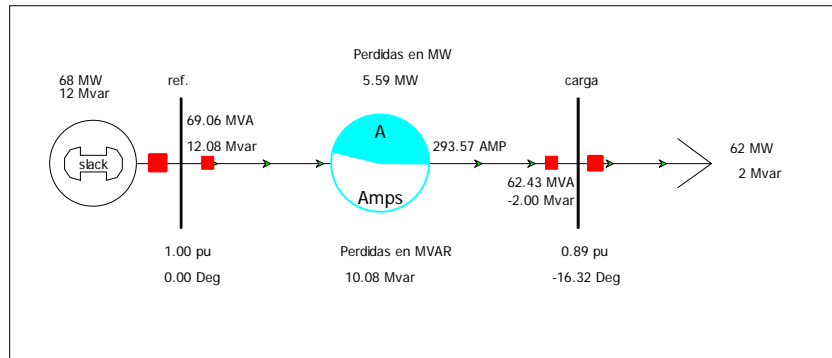 Perdidas en MW
5.59 MW
68 MW
12 Mvar
ref.
carga
69.06 MVA
12.08 Mvar
slack
A
Amps
293.57 AMP
62.43 MVA
-2.00 Mvar
62 MW
2 Mvar
1.00 pu
0.00 Deg
Perdidas en MVAR
10.08 Mvar
0.89 pu
-16.32 Deg